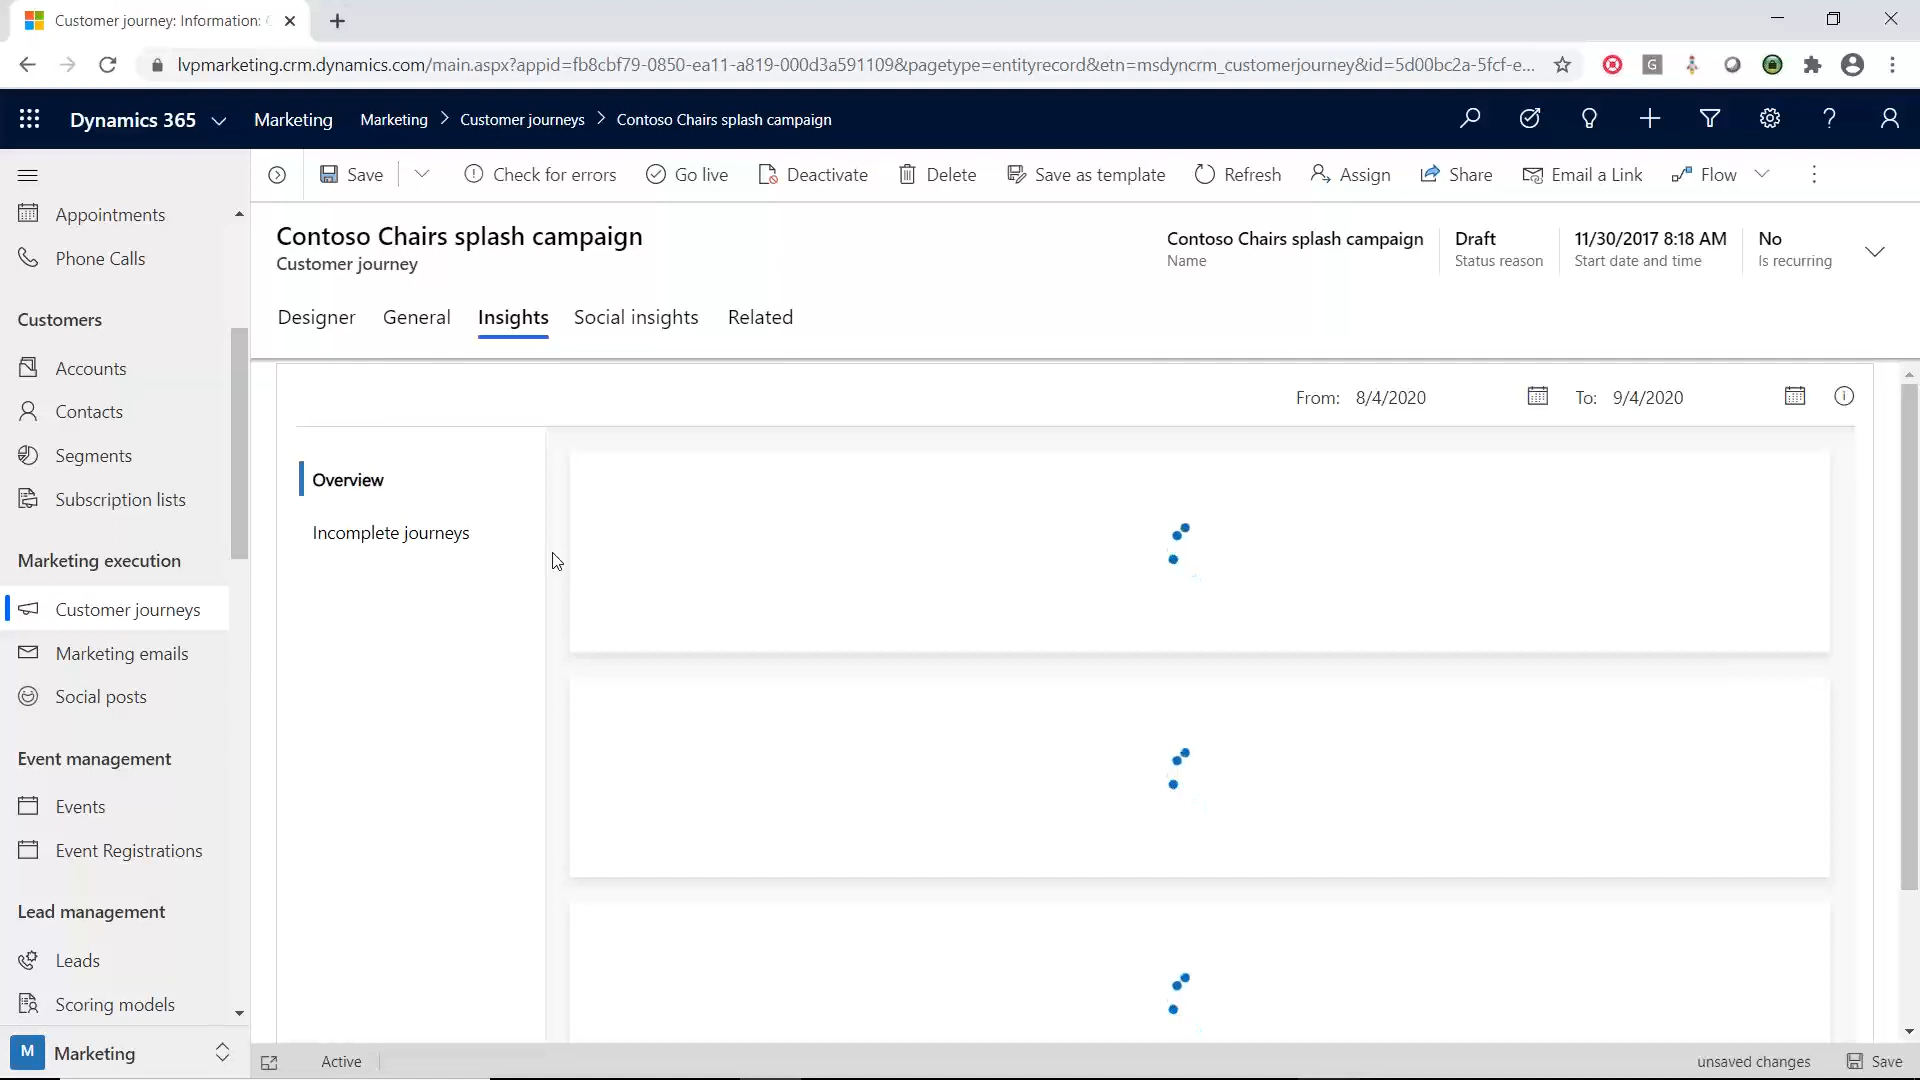 Customer journey: Information:
lvpmarketing.crm.dynamics.com/main.aspx?appid=fb8cbf79-0850-ea11-a819-000d3a591109&pagetype=entityrecord&etn=msdyncrm_customerjourney&id=5d00bc2a-5fcf-e...
G
Dynamics 365 Marketing Marketing > Customer journeys > Contoso Chairs splash campaign
Save Check for errors Go live Deactivate Delete Save as template Refresh Assign Share Email a Link Flow
Contoso Chairs splash campaign
Customer journey
Contoso Chairs splash campaign Draft 11/30/2017 8:18 AM No
Name Status reason Start date and time Is recurring
Designer General Insights Social insights Related
From: 8/4/2020 To: 9/4/2020
Overview
Incomplete journeys
Appointments
Phone Calls
Customers
Accounts
Contacts
Segments
Subscription lists
Marketing execution
Customer journeys
Marketing emails
Social posts
Event management
Events
Event Registrations
Lead management
Leads
Scoring models
M Marketing
Active unsaved changes Save